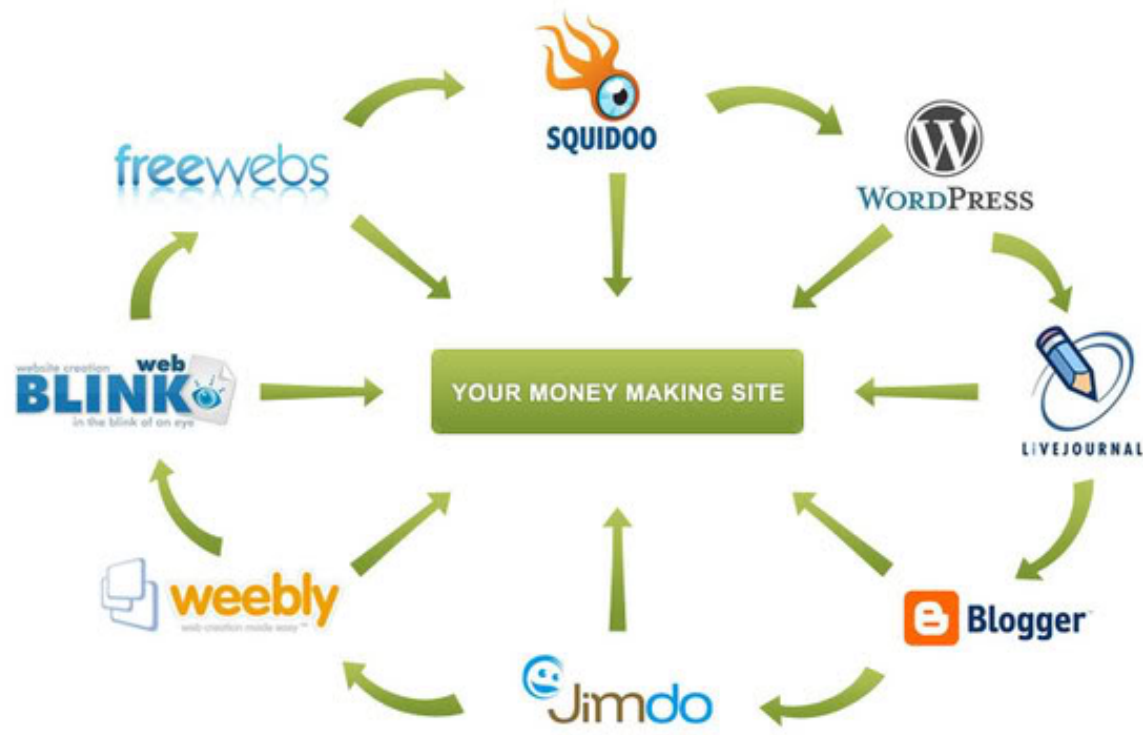 SQUIDOO
freewebs
WORDPRESS
website creation web
BLINK
in the blink of an eye
YOUR MONEY MAKING SITE
LiVEJOURNAL
weebly
web creation made easy™
Blogger™
Jimdo